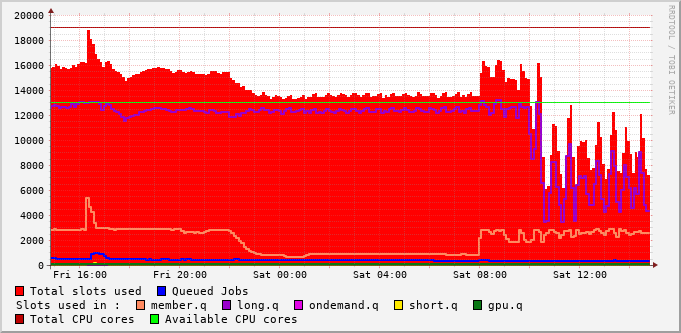 20000
18000
16000
14000
12000
10000
8000
6000
4000
2000
0
Fri 16:00 Fri 20:00 Sat 00:00 Sat 04:00 Sat 08:00 Sat 12:00
RRDTOOL / TOBI OETIKER
Total slots used Queued Jobs
Slots used in : member.q long.q ondemand.q short.q gpu.q
Total CPU cores Available CPU cores